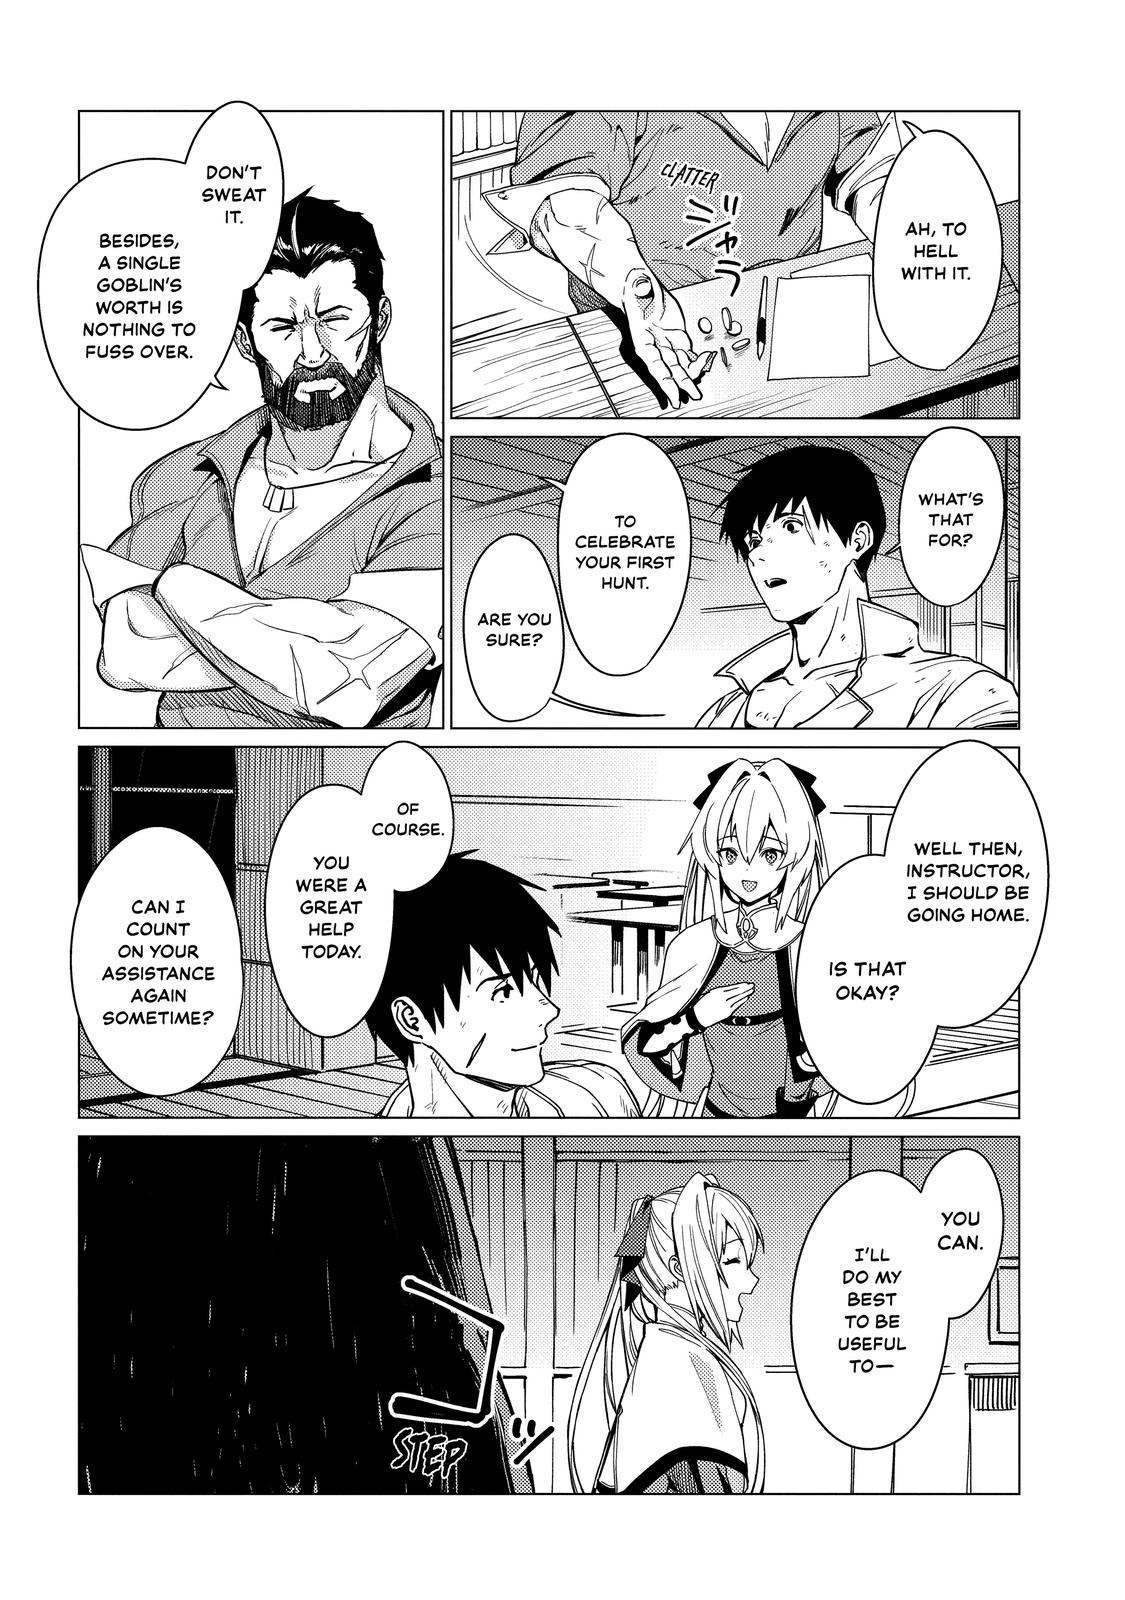 AH, TO
HELL
WITH IT.
CLATTER
ジャラ
WHAT'S
THAT
FOR?
TO
CELEBRATE
YOUR FIRST
HUNT.
ARE YOU
SURE?
DON'T
SWEAT
IT.
BESIDES,
A SINGLE
GOBLIN'S
WORTH IS
NOTHING TO
FUSS OVER.
WELL THEN,
INSTRUCTOR,
I SHOULD BE
GOING HOME.
IS THAT
OKAY?
OF
COURSE.
YOU
WERE A
GREAT
HELP
TODAY.
CAN I
COUNT
ON YOUR
ASSISTANCE
AGAIN
SOMETIME?
YOU
CAN.
I'LL
DO MY
BEST
TO BE
USEFUL
TO—
コツ
STEP